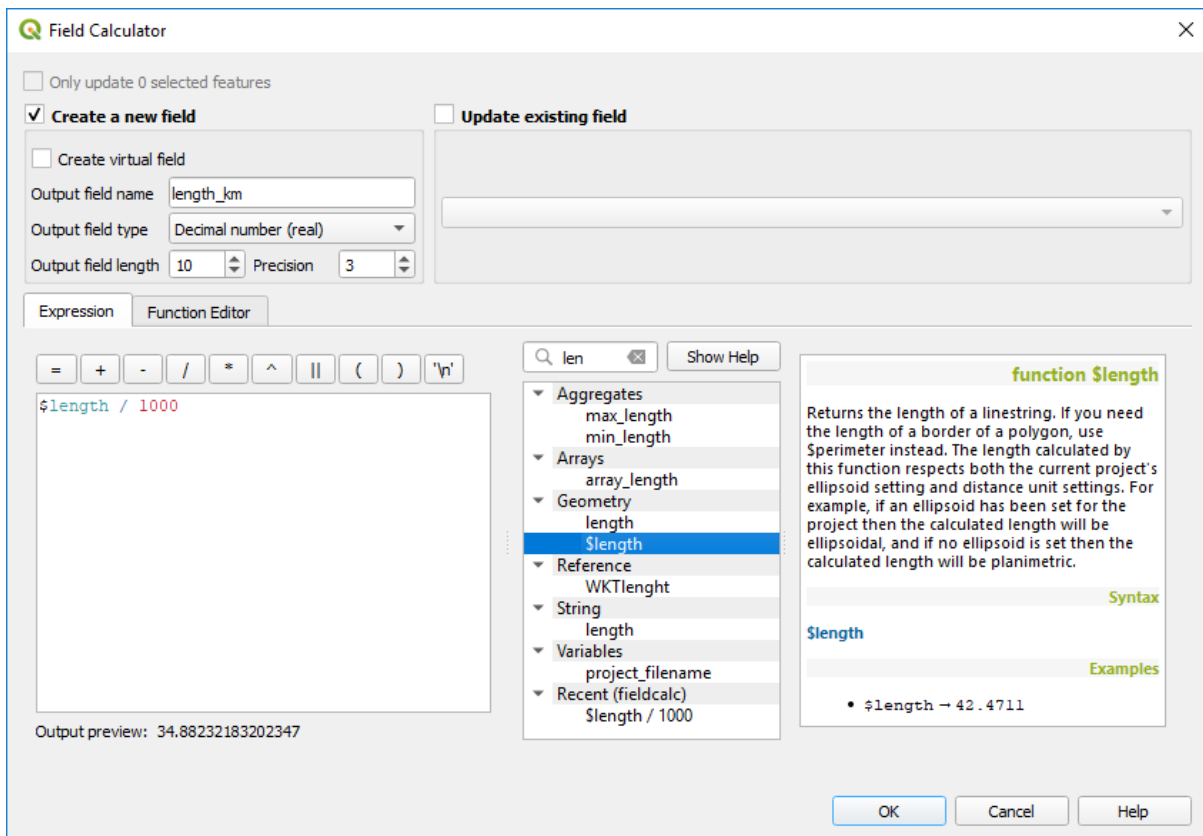 Field Calculator
Only update 0 selected features
Create a new field
Update existing field
Create virtual field
Output field name length_km
Output field type Decimal number (real)
Output field length 10 Precision 3
Expression Function Editor
= + - / * ^ || ( ) '\n'
$length / 1000
Output preview: 34.88232183202347
len Show Help
Aggregates
max_length
min_length
Arrays
array_length
Geometry
length
$length
Reference
WKTlenght
String
length
Variables
project_filename
Recent (fieldcalc)
$length / 1000
function $length
Returns the length of a linestring. If you need
the length of a border of a polygon, use
$perimeter instead. The length calculated by
this function respects both the current project's
ellipsoid setting and distance unit settings. For
example, if an ellipsoid has been set for the
project then the calculated length will be
ellipsoidal, and if no ellipsoid is set then the
calculated length will be planimetric.
Syntax
$length
Examples
• $length → 42.4711
OK Cancel Help